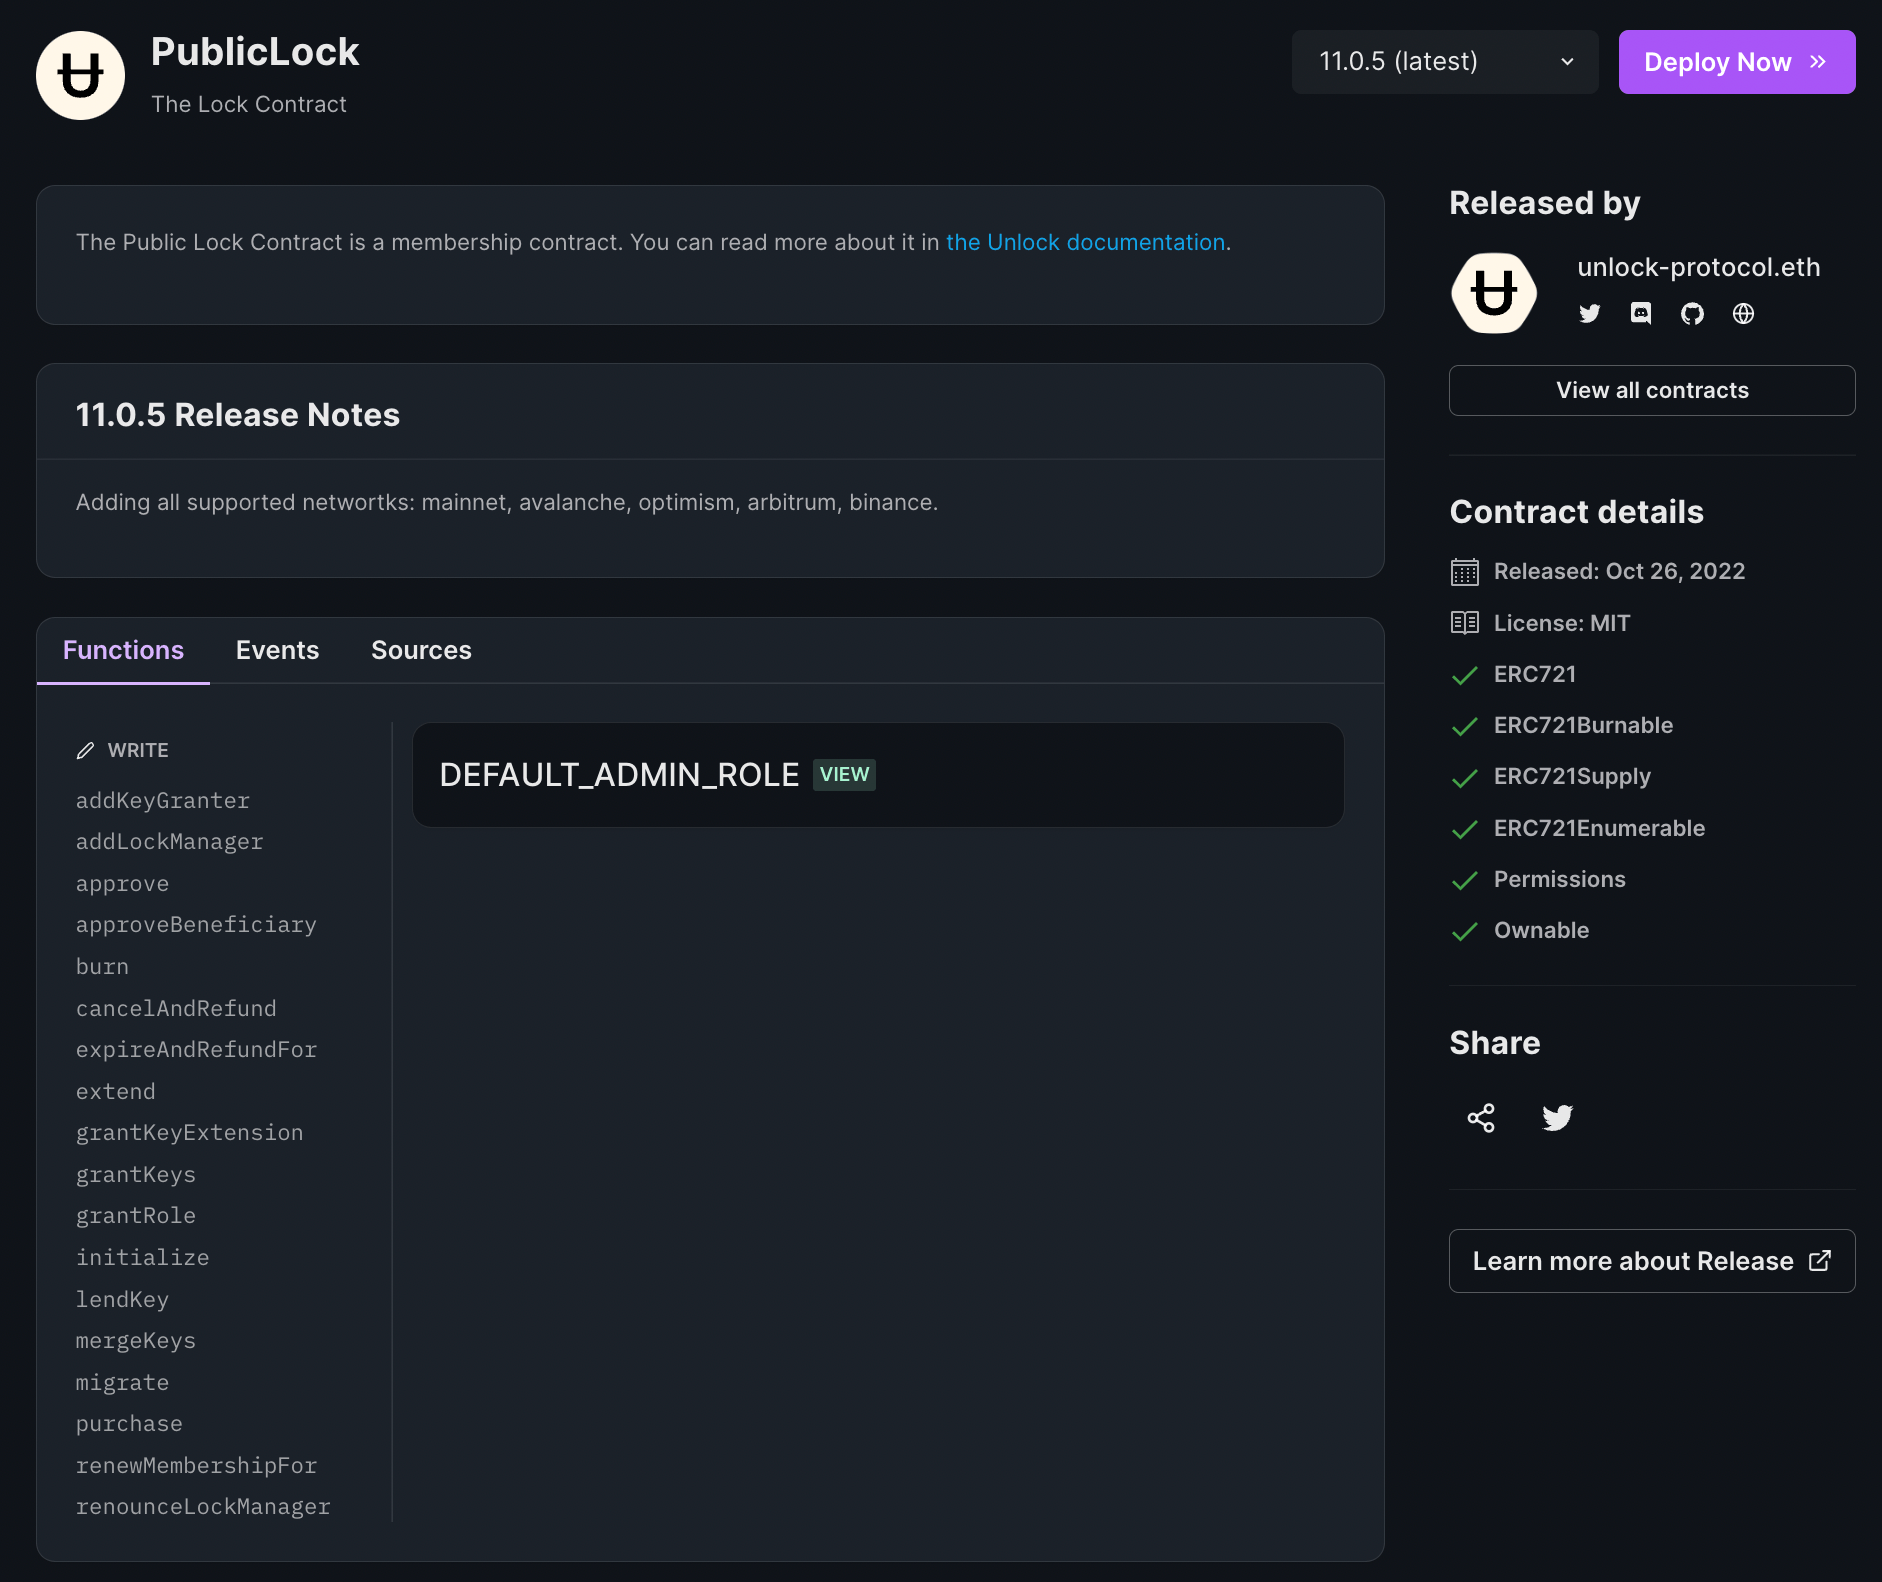 PublicLock
The Lock Contract
11.0.5 (latest)
Deploy Now
The Public Lock Contract is a membership contract. You can read more about it in the Unlock documentation.
11.0.5 Release Notes
Adding all supported networtks: mainnet, avalanche, optimism, arbitrum, binance.
Functions
Events
Sources
WRITE
addKeyGranter
addLockManager
approve
approveBeneficiary
burn
cancelAndRefund
expireAndRefundFor
extend
grantKeyExtension
grantKeys
grantRole
initialize
lendKey
mergeKeys
migrate
purchase
renewMembershipFor
renounceLockManager
DEFAULT_ADMIN_ROLE VIEW
Released by
unlock-protocol.eth
View all contracts
Contract details
Released: Oct 26, 2022
License: MIT
ERC721
ERC721Burnable
ERC721Supply
ERC721Enumerable
Permissions
Ownable
Share
Learn more about Release